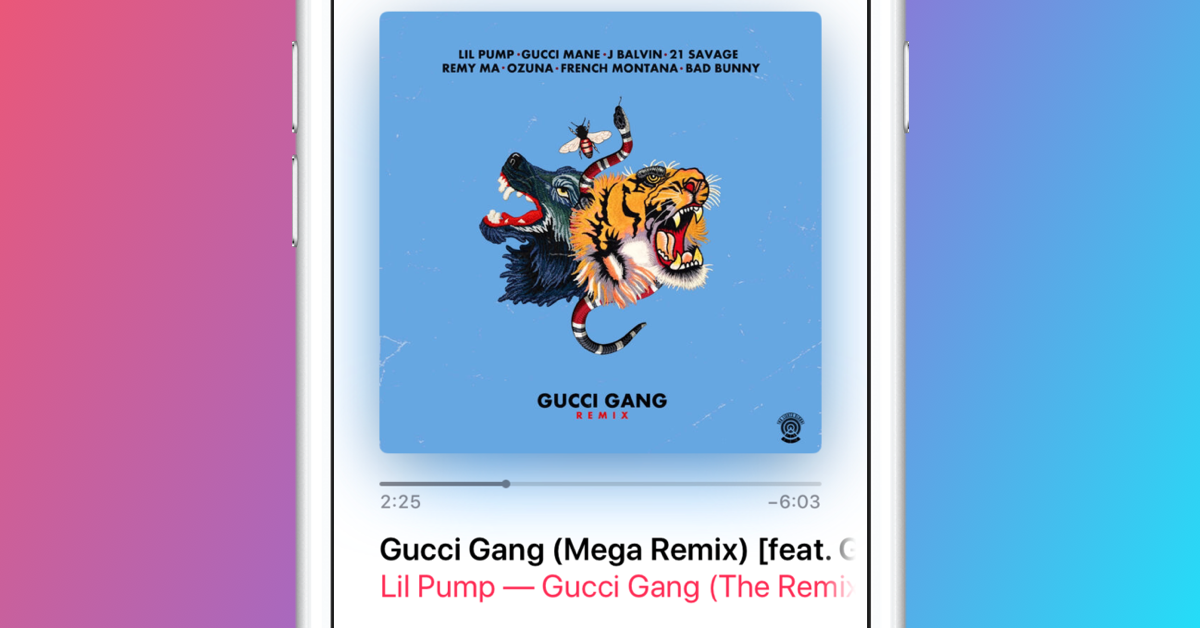 LIL PUMP · GUCCI MANE · J BALVIN · 21 SAVAGE
REMY MA · OZUNA · FRENCH MONTANA · BAD BUNNY
GUCCI GANG
REMIX
2:25
−6:03
Gucci Gang (Mega Remix) [feat. G
Lil Pump — Gucci Gang (The Remix